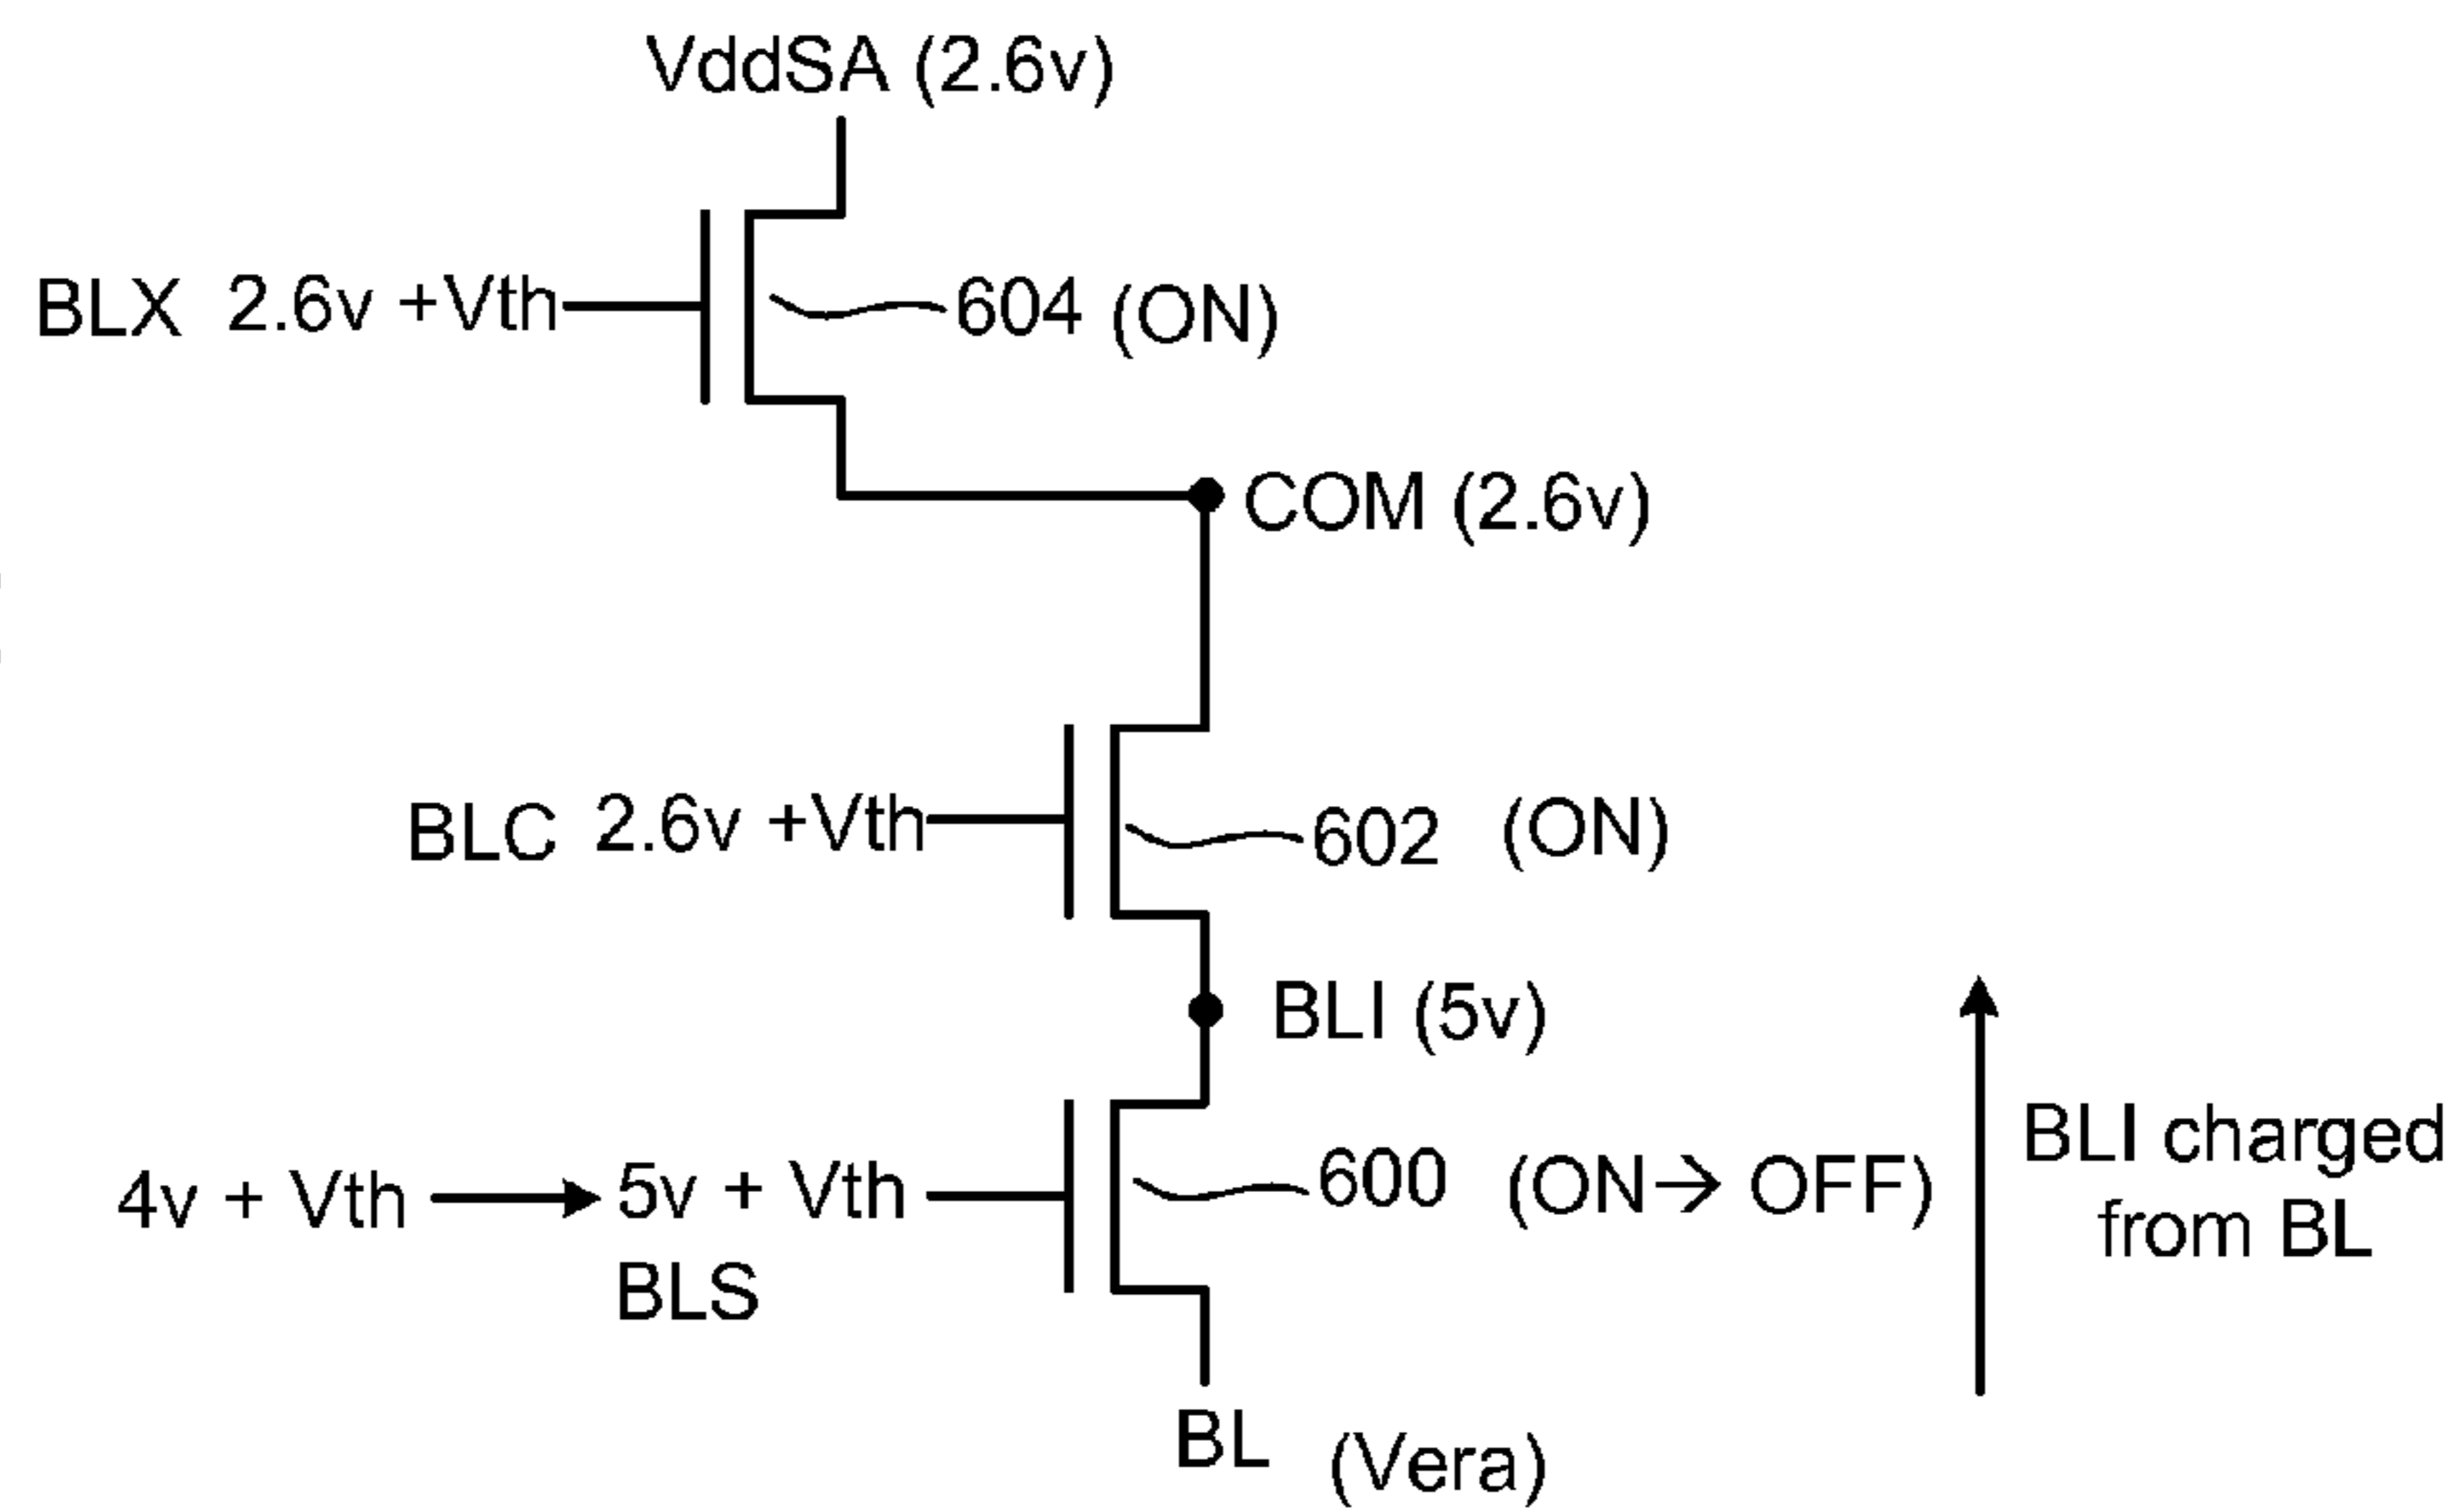 VddSA (2.6v)
BLX 2.6v +Vth 604 (ON)
COM (2.6v)
BLC 2.6v +Vth 602 (ON)
BLI (5v)
4v + Vth → 5v + Vth 600 (ON→ OFF)
BLS
BLI charged
from BL
BL (Vera)